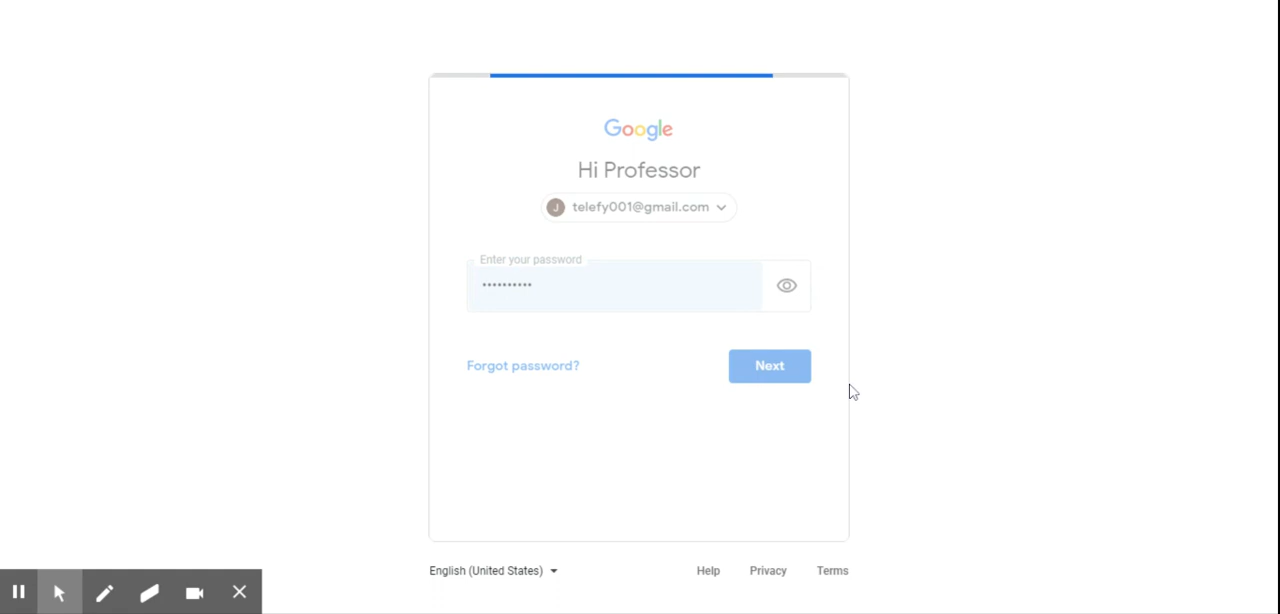 Google
Hi Professor
J telefy001@gmail.com
Enter your password
••••••••••
Forgot password? Next
English (United States) Help Privacy Terms